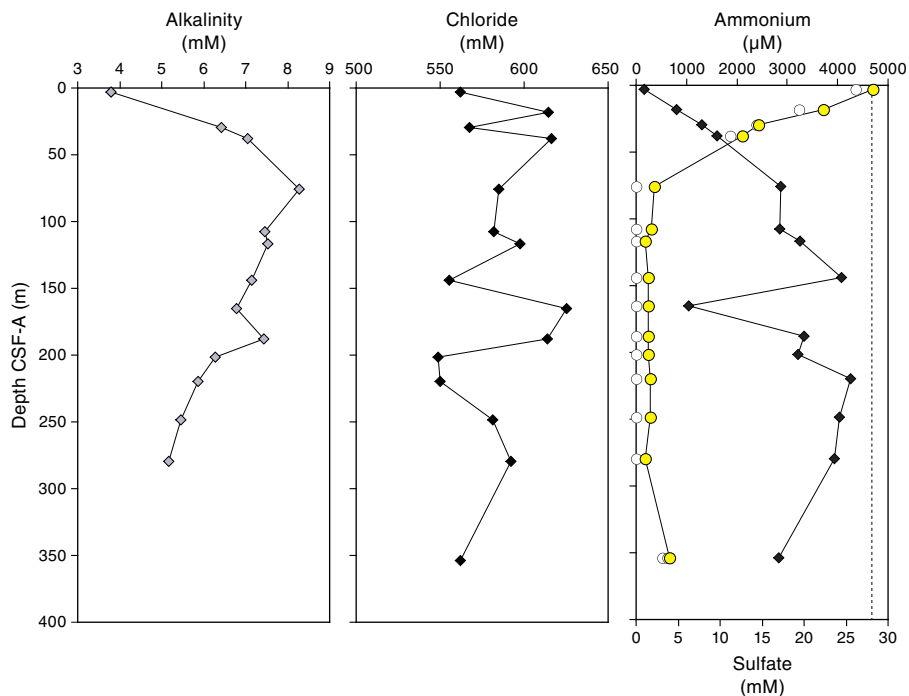 Alkalinity
(mM)
3 4 5 6 7 8 9
Chloride
(mM)
500 550 600 650
Ammonium
(µM)
0 1000 2000 3000 4000 5000
Depth CSF-A (m)
0
50
100
150
200
250
300
350
400
0 5 10 15 20 25 30
Sulfate
(mM)